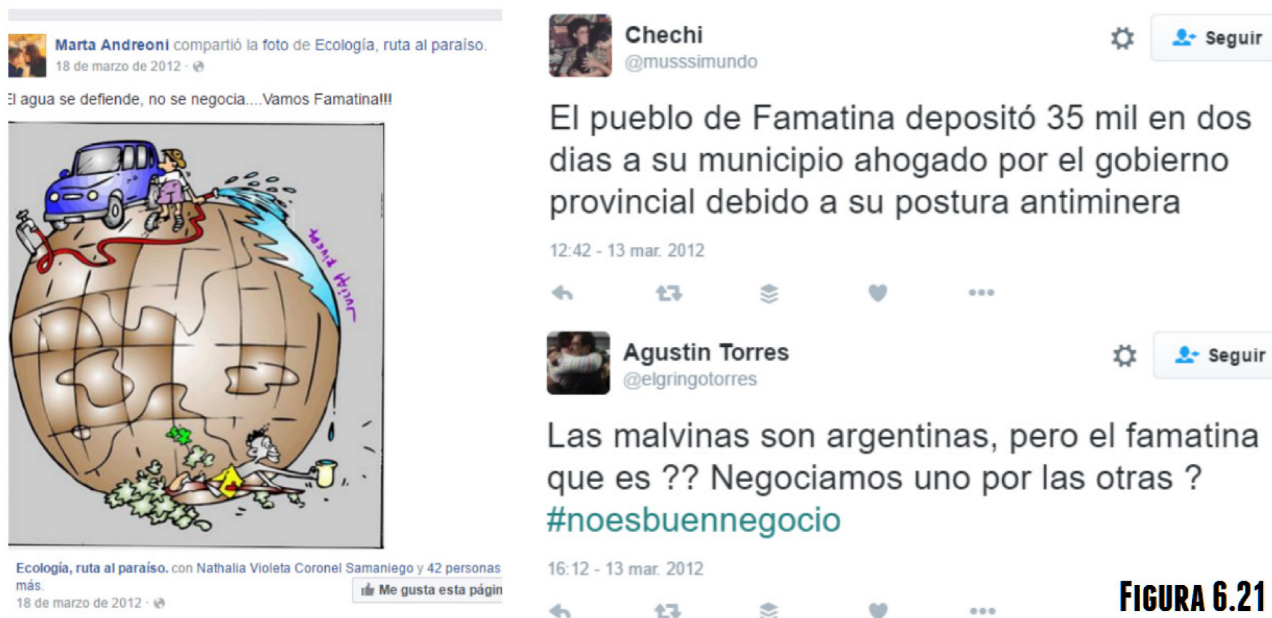 Marta Andreoni compartió la foto de Ecología, ruta al paraíso.
18 de marzo de 2012 ·
El agua se defiende, no se negocia....Vamos Famatina!!!
Ecología, ruta al paraíso. con Nathalia Violeta Coronel Samaniego y 42 personas
más.
18 de marzo de 2012 ·
Me gusta esta págin
Chechi
@musssimundo
Seguir
El pueblo de Famatina depositó 35 mil en dos
dias a su municipio ahogado por el gobierno
provincial debido a su postura antiminera
12:42 - 13 mar. 2012
Agustin Torres
@elgringotorres
Seguir
Las malvinas son argentinas, pero el famatina
que es ?? Negociamos uno por las otras ?
#noesbuennegocio
16:12 - 13 mar. 2012
FIGURA 6.21